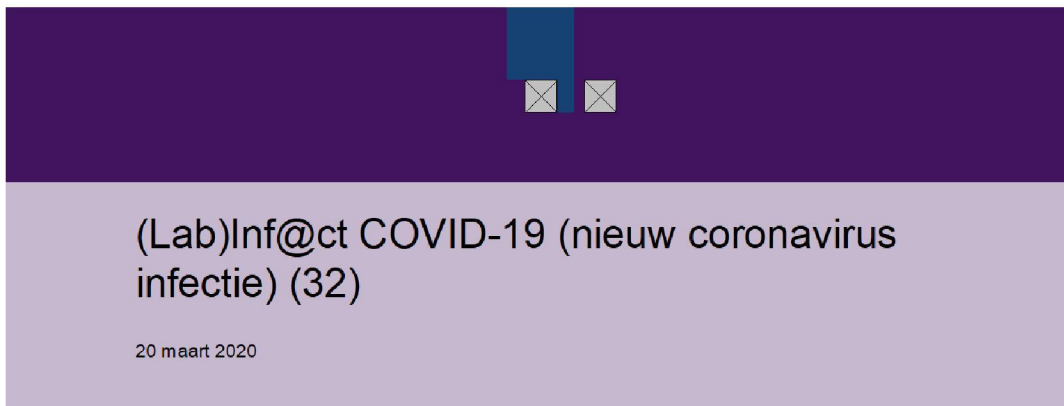 (Lab)Inf@ct COVID-19 (nieuw coronavirus
infectie) (32)
20 maart 2020